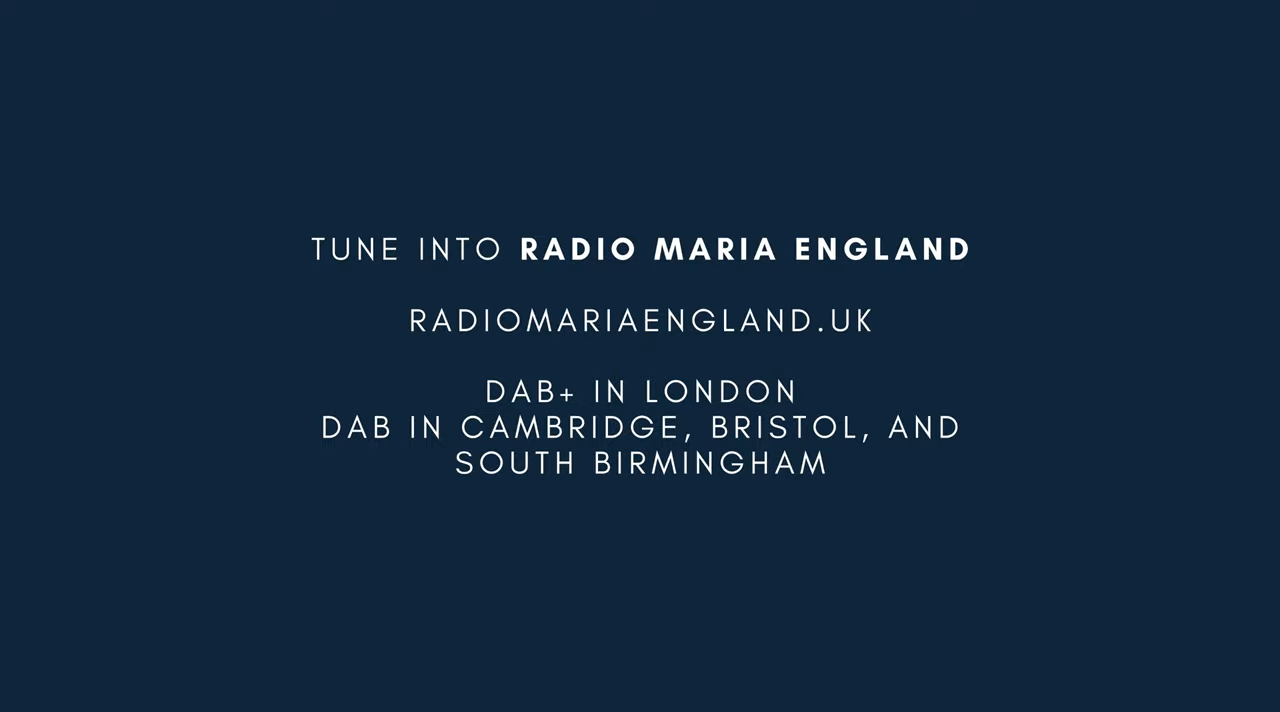 TUNE INTO RADIO MARIA ENGLAND
RADIOMARIAENGLAND.UK
DAB+ IN LONDON
DAB IN CAMBRIDGE, BRISTOL, AND
SOUTH BIRMINGHAM